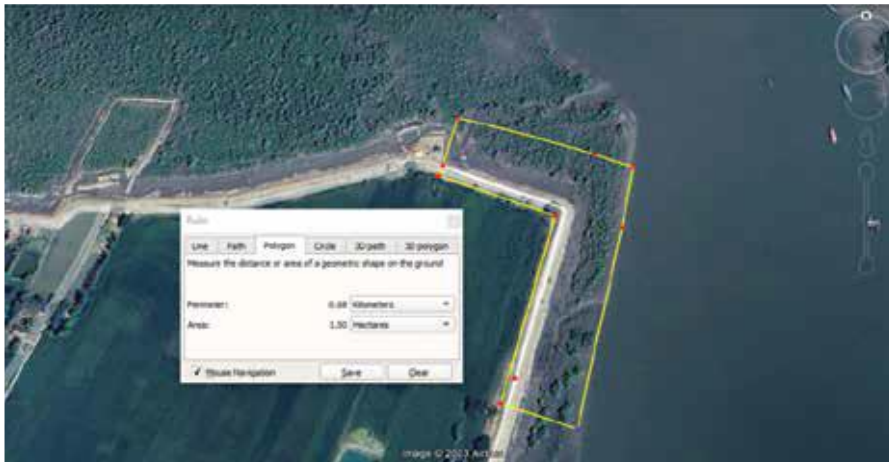 Ruler
Line Path Polygon Circle 3D path 3D polygon
Measure the distance or area of a geometric shape on the ground
Perimeter: 0.68 Kilometers
Area: 1.50 Hectares
Mouse Navigation Save Clear
Image © 2023 Airbus